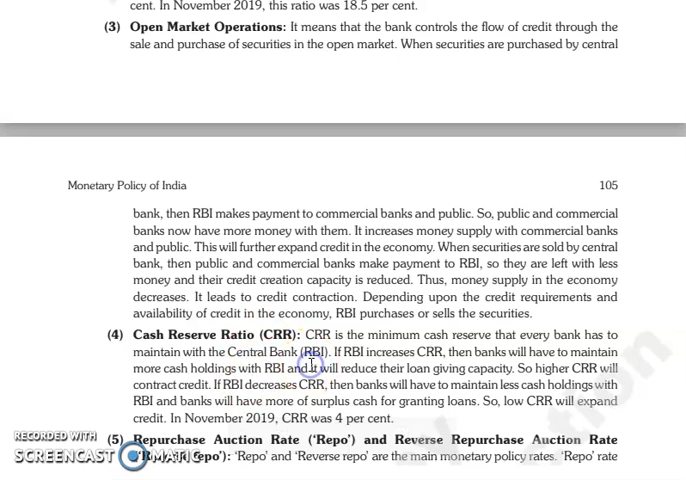 cent. In November 2019, this ratio was 18.5 per cent.
(3) Open Market Operations: It means that the bank controls the flow of credit through the
sale and purchase of securities in the open market. When securities are purchased by central
Monetary Policy of India 105
bank, then RBI makes payment to commercial banks and public. So, public and commercial
banks now have more money with them. It increases money supply with commercial banks
and public. This will further expand credit in the economy. When securities are sold by central
bank, then public and commercial banks make payment to RBI, so they are left with less
money and their credit creation capacity is reduced. Thus, money supply in the economy
decreases. It leads to credit contraction. Depending upon the credit requirements and
availability of credit in the economy, RBI purchases or sells the securities.
(4) Cash Reserve Ratio (CRR): CRR is the minimum cash reserve that every bank has to
maintain with the Central Bank (RBI). If RBI increases CRR, then banks will have to maintain
more cash holdings with RBI and it will reduce their loan giving capacity. So higher CRR will
contract credit. If RBI decreases CRR, then banks will have to maintain less cash holdings with
RBI and banks will have more of surplus cash for granting loans. So, low CRR will expand
credit. In November 2019, CRR was 4 per cent.
(5) Repurchase Auction Rate ('Repo') and Reverse Repurchase Auction Rate
Repo'): 'Repo' and 'Reverse repo' are the main monetary policy rates. 'Repo' rate
RECORDED WITH
SCREENCAST MATIC